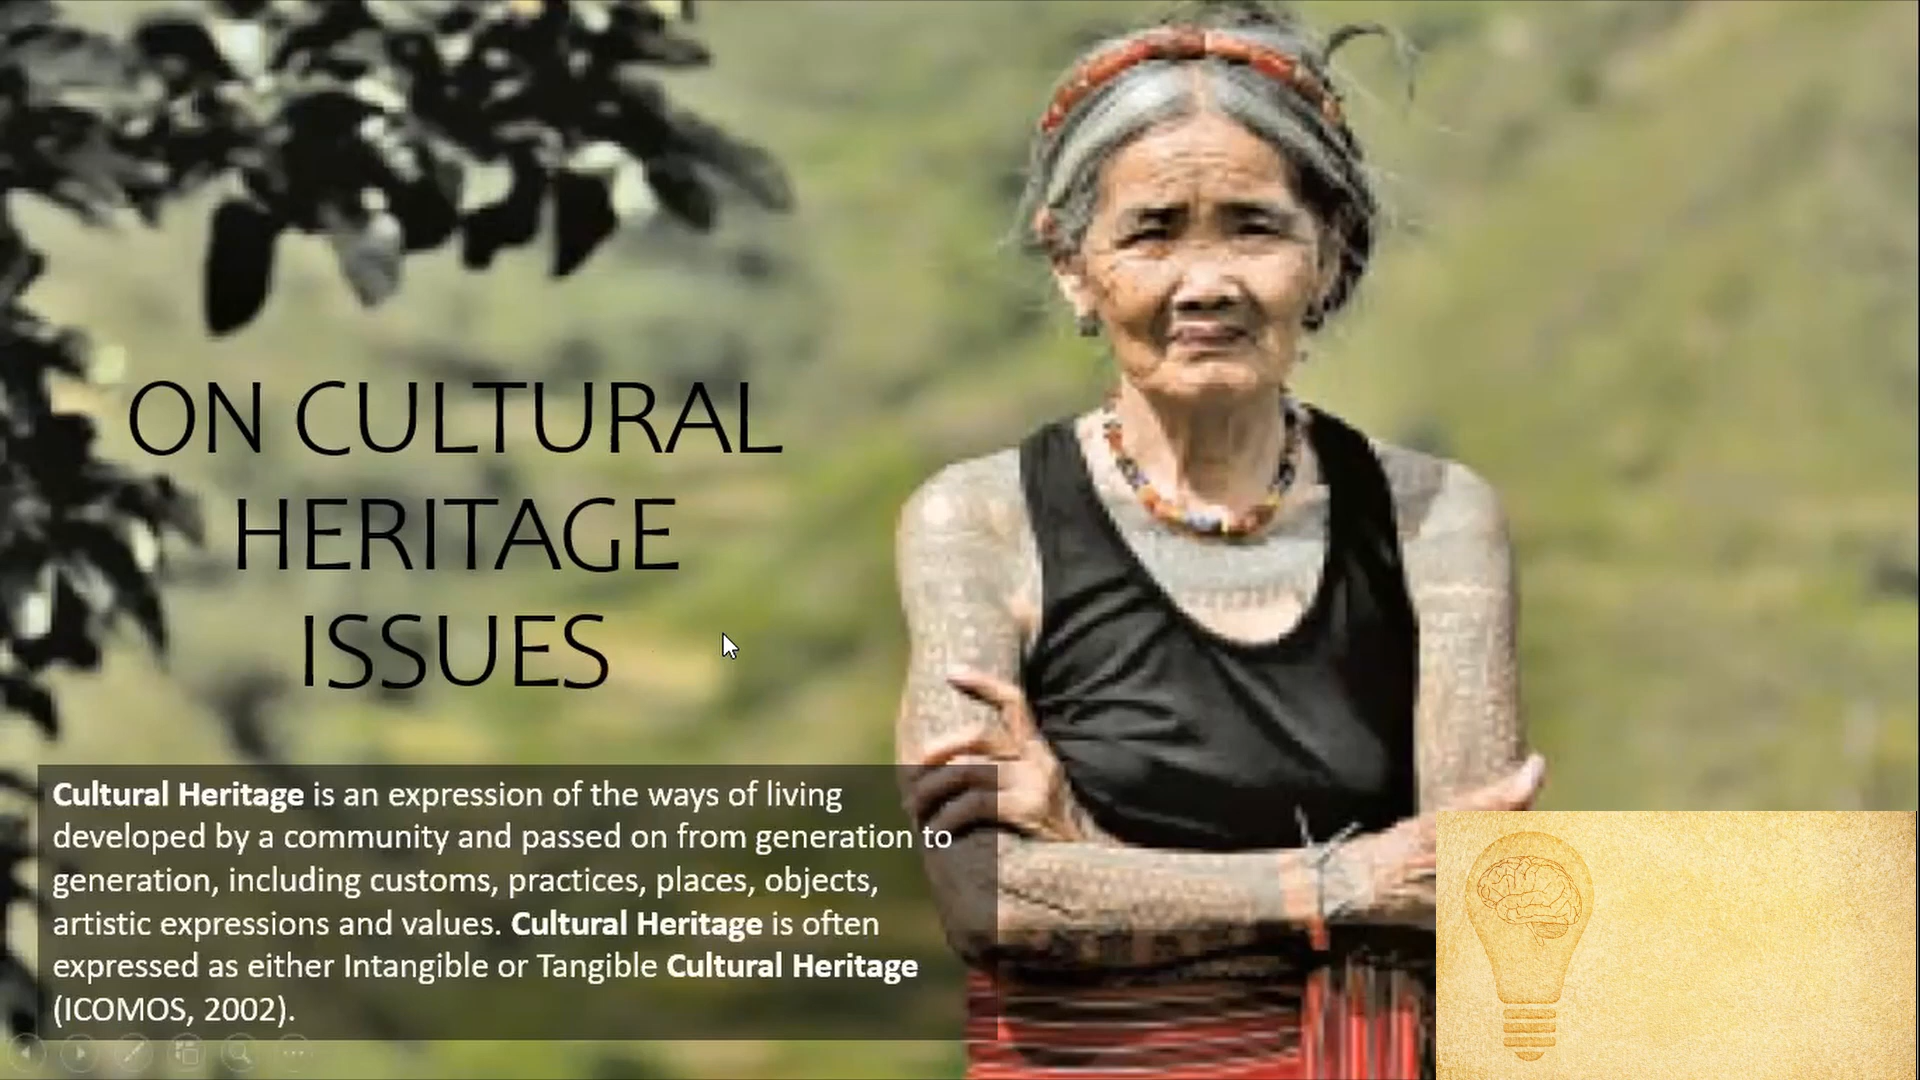 ON CULTURAL
HERITAGE
ISSUES
Cultural Heritage is an expression of the ways of living
developed by a community and passed on from generation to
generation, including customs, practices, places, objects,
artistic expressions and values. Cultural Heritage is often
expressed as either Intangible or Tangible Cultural Heritage
(ICOMOS, 2002).